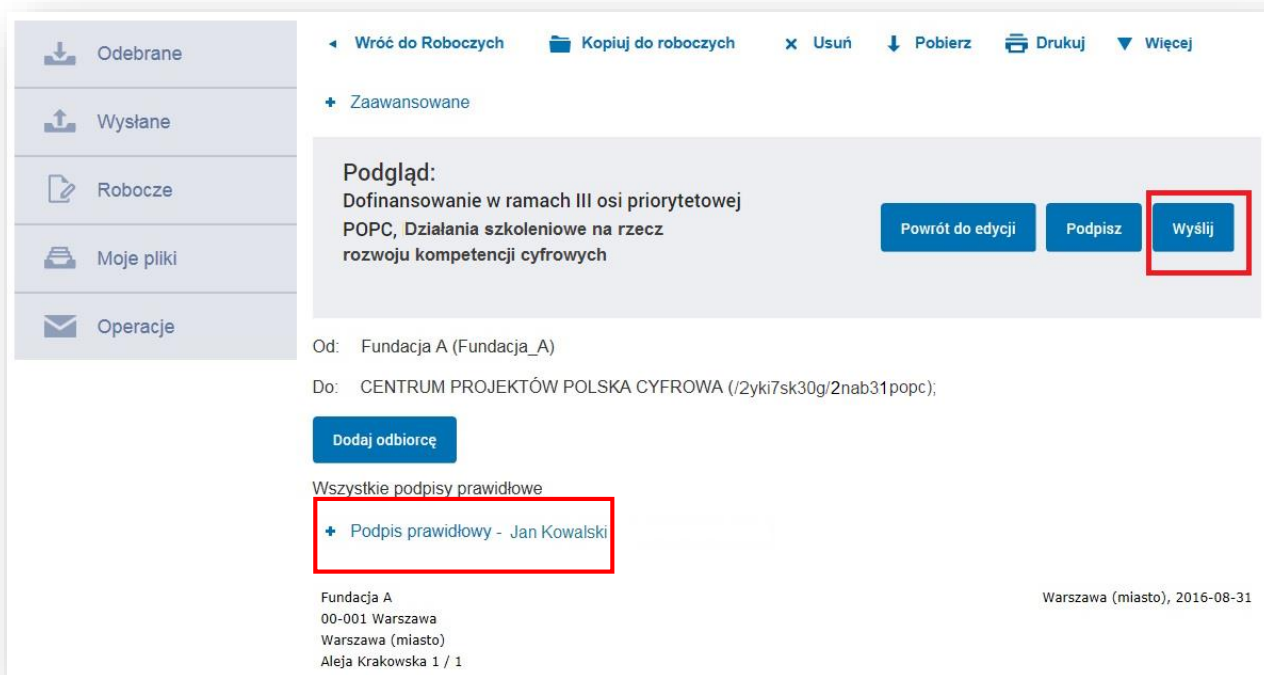 Odebrane
Wysłane
Robocze
Moje pliki
Operacje
Wróć do Roboczych Kopiuj do roboczych Usuń Pobierz Drukuj Więcej
Zaawansowane
Podgląd:
Dofinansowanie w ramach III osi priorytetowej
POPC, Działania szkoleniowe na rzecz
rozwoju kompetencji cyfrowych
Powrót do edycji Podpisz Wyślij
Od: Fundacja A (Fundacja_A)
Do: CENTRUM PROJEKTÓW POLSKA CYFROWA (/2yki7sk30g/2nab31popc);
Dodaj odbiorcę
Wszystkie podpisy prawidłowe
Podpis prawidłowy - Jan Kowalski
Fundacja A Warszawa (miasto), 2016-08-31
00-001 Warszawa
Warszawa (miasto)
Aleja Krakowska 1 / 1